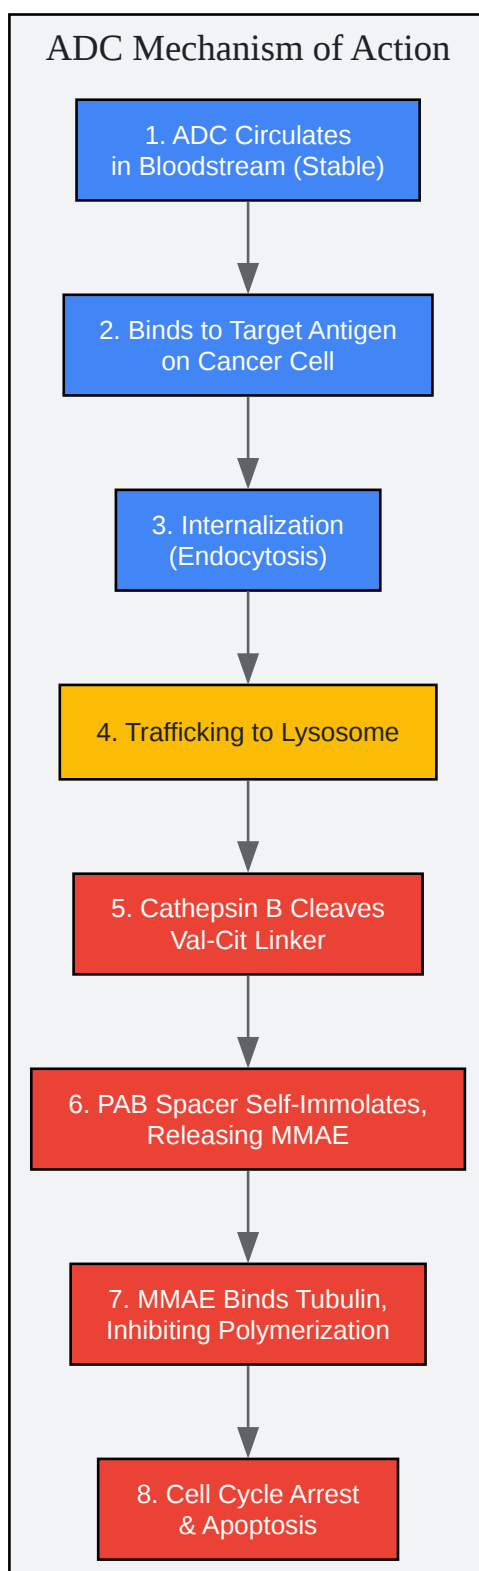 ADC Mechanism of Action
1. ADC Circulates
in Bloodstream (Stable)
2. Binds to Target Antigen
on Cancer Cell
3. Internalization
(Endocytosis)
4. Trafficking to Lysosome
5. Cathepsin B Cleaves
Val-Cit Linker
6. PAB Spacer Self-Immolates,
Releasing MMAE
7. MMAE Binds Tubulin,
Inhibiting Polymerization
8. Cell Cycle Arrest
& Apoptosis